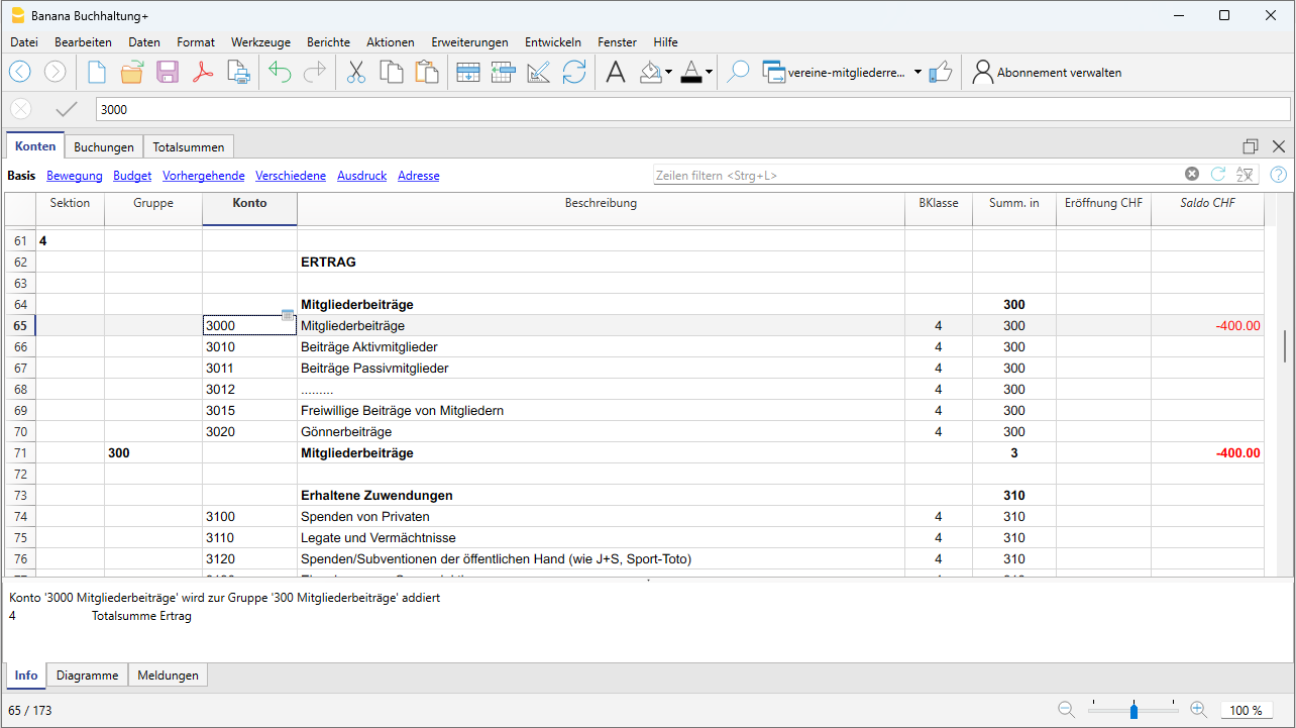 Banana Buchhaltung+
Datei Bearbeiten Daten Format Werkzeuge Berichte Aktionen Erweiterungen Entwickeln Fenster Hilfe
vereine-mitgliederre... Abonnement verwalten
3000
Konten Buchungen Totalsummen
Basis Bewegung Budget Vorhergehende Verschiedene Ausdruck Adresse Zeilen filtern <Strg+L>
Sektion Gruppe Konto Beschreibung BKlasse Summ. in Eröffnung CHF Saldo CHF
61 4
62 ERTRAG
63
64 Mitgliederbeiträge 300
65 3000 Mitgliederbeiträge 4 300 -400.00
66 3010 Beiträge Aktivmitglieder 4 300
67 3011 Beiträge Passivmitglieder 4 300
68 3012 ......... 4 300
69 3015 Freiwillige Beiträge von Mitgliedern 4 300
70 3020 Gönnerbeiträge 4 300
71 300 Mitgliederbeiträge 3 -400.00
72
73 Erhaltene Zuwendungen 310
74 3100 Spenden von Privaten 4 310
75 3110 Legate und Vermächtnisse 4 310
76 3120 Spenden/Subventionen der öffentlichen Hand (wie J+S, Sport-Toto) 4 310
Konto '3000 Mitgliederbeiträge' wird zur Gruppe '300 Mitgliederbeiträge' addiert
4 Totalsumme Ertrag
Info Diagramme Meldungen
65 / 173 100 %